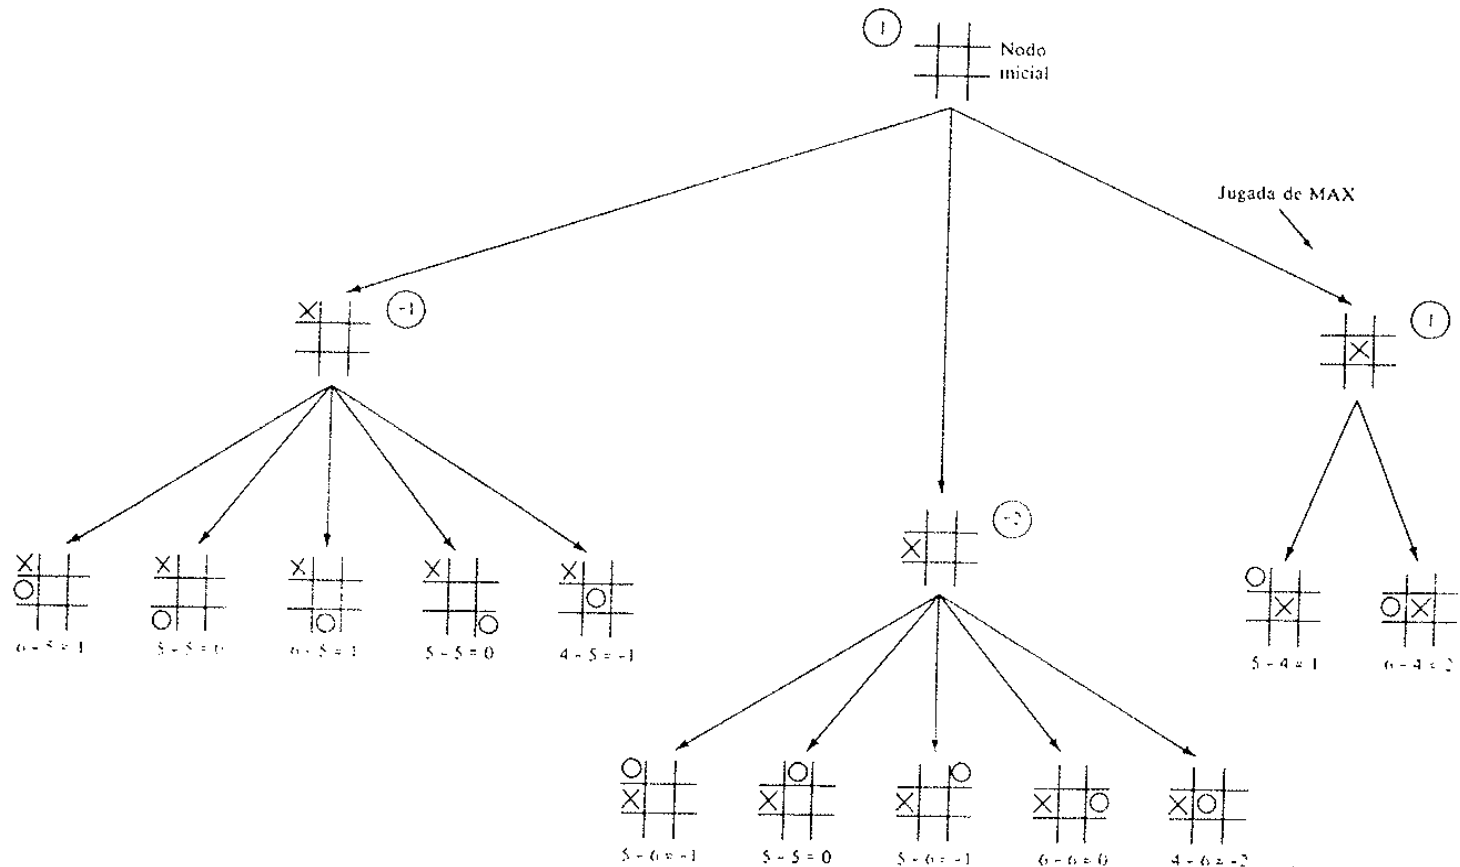 1
Nodo
inicial
Jugada de MAX
-1
1
-2
6 - 5 = 1
5 - 5 = 0
6 - 5 = 1
5 - 5 = 0
4 - 5 = -1
5 - 4 = 1
6 - 4 = 2
5 - 6 = -1
5 - 5 = 0
5 - 6 = -1
6 - 6 = 0
4 - 6 = -2